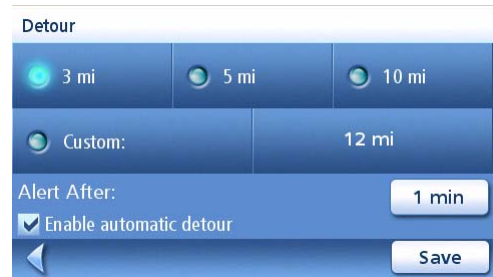 Detour
3 mi 5 mi 10 mi
Custom: 12 mi
Alert After: 1 min
Enable automatic detour
Save